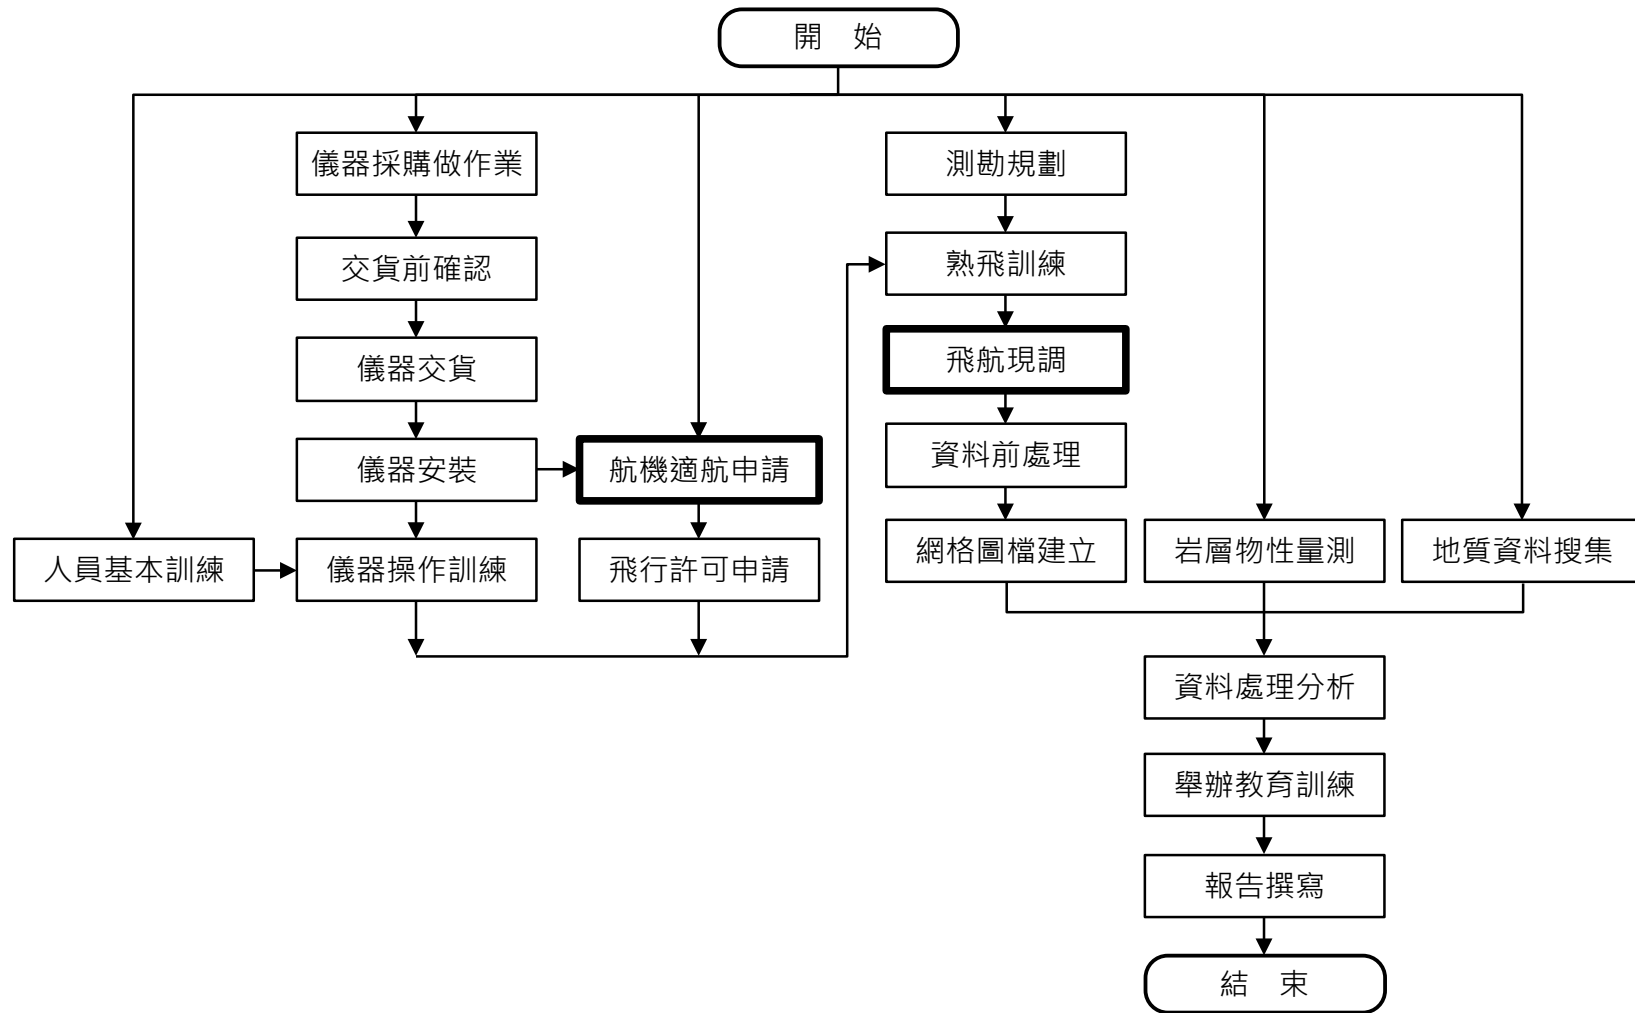 開　始
儀器採購做作業
測勘規劃
交貨前確認
熟飛訓練
儀器交貨
飛航現調
儀器安裝
航機適航申請
資料前處理
人員基本訓練
儀器操作訓練
飛行許可申請
網格圖檔建立
岩層物性量測
地質資料搜集
資料處理分析
舉辦教育訓練
報告撰寫
結　束